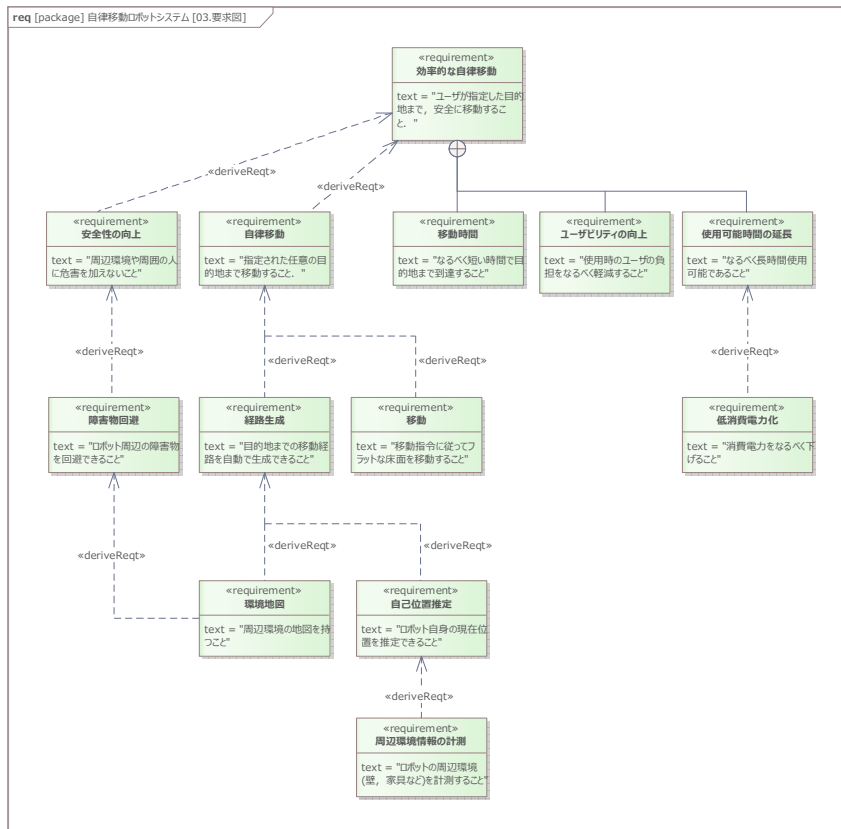 req [package] 自律移動ロボットシステム [03.要求図]
«requirement»
効率的な自律移動
text = "ユーザが指定した目的
地まで，安全に移動するこ
と．"
«deriveReqt»
«deriveReqt»
«requirement»
安全性の向上
text = "周辺環境や周囲の人
に危害を加えないこと"
«requirement»
自律移動
text = "指定された任意の目
的地まで移動すること．"
«requirement»
移動時間
text = "なるべく短い時間で目
的地まで到達すること"
«requirement»
ユーザビリティの向上
text = "使用時のユーザの負
担をなるべく軽減すること"
«requirement»
使用可能時間の延長
text = "なるべく長時間使用
可能であること"
«deriveReqt»
«deriveReqt»
«deriveReqt»
«deriveReqt»
«requirement»
障害物回避
text = "ロボット周辺の障害物
を回避できること"
«requirement»
経路生成
text = "目的地までの移動経
路を自動で生成できること"
«requirement»
移動
text = "移動指令に従ってフ
ラットな床面を移動すること"
«requirement»
低消費電力化
text = "消費電力をなるべく下
げること"
«deriveReqt»
«deriveReqt»
«deriveReqt»
«requirement»
環境地図
text = "周辺環境の地図を持
つこと"
«requirement»
自己位置推定
text = "ロボット自身の現在位
置を推定できること"
«deriveReqt»
«requirement»
周辺環境情報の計測
text = "ロボットの周辺環境
(壁，家具など)を計測すること"